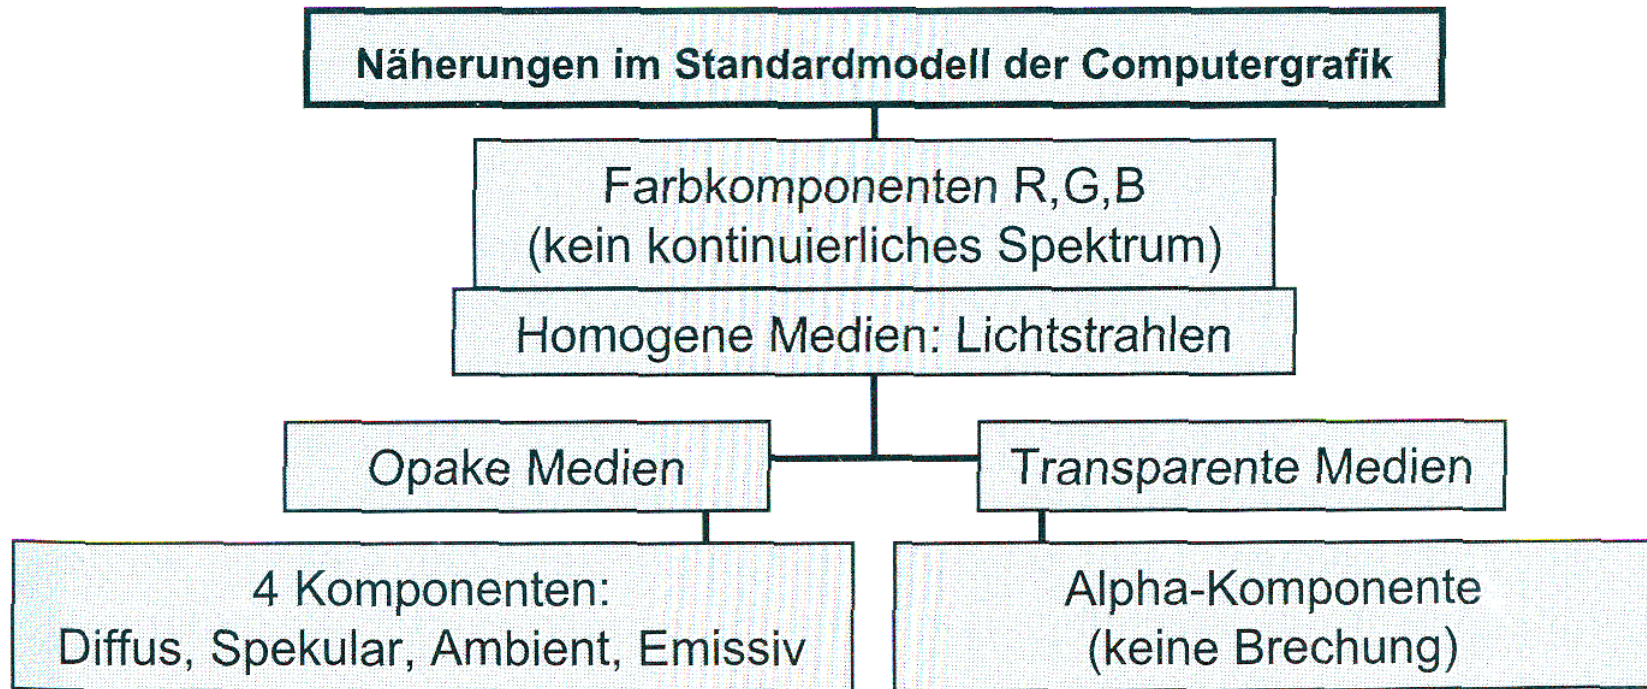 Näherungen im Standardmodell der Computergrafik
Farbkomponenten R,G,B
(kein kontinuierliches Spektrum)
Homogene Medien: Lichtstrahlen
Opake Medien
Transparente Medien
4 Komponenten:
Diffus, Spekular, Ambient, Emissiv
Alpha-Komponente
(keine Brechung)